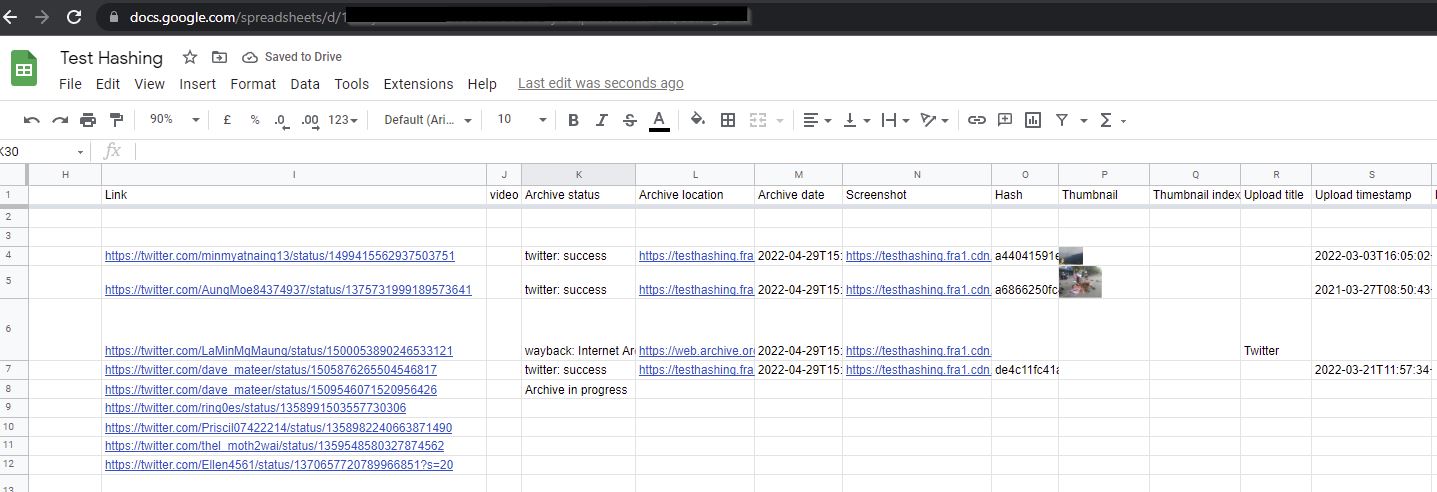 docs.google.com/spreadsheets/d/1
Test Hashing Saved to Drive
File Edit View Insert Format Data Tools Extensions Help Last edit was seconds ago
90% £ % .0 .00 123 Default (Ari... 10 B I S A
K30 fx
H I J K L M N O P Q R S
1 Link video Archive status Archive location Archive date Screenshot Hash Thumbnail Thumbnail index Upload title Upload timestamp
2
3
4 https://twitter.com/minmyatnaing13/status/1499415562937503751 twitter: success https://testhashing.fra 2022-04-29T15: https://testhashing.fra1.cdn. a44041591e 2022-03-03T16:05:02
5 https://twitter.com/AungMoe84374937/status/1375731999189573641 twitter: success https://testhashing.fra 2022-04-29T15: https://testhashing.fra1.cdn. a6866250fc 2021-03-27T08:50:43
6 https://twitter.com/LaMinMgMaung/status/1500053890246533121 wayback: Internet Ar https://web.archive.or 2022-04-29T15: https://testhashing.fra1.cdn. Twitter
7 https://twitter.com/dave_mateer/status/1505876265504546817 twitter: success https://testhashing.fra 2022-04-29T15: https://testhashing.fra1.cdn. de4c11fc41a 2022-03-21T11:57:34
8 https://twitter.com/dave_mateer/status/1509546071520956426 Archive in progress
9 https://twitter.com/ring0es/status/1358991503557730306
10 https://twitter.com/Priscil07422214/status/1358982240663871490
11 https://twitter.com/thel_moth2wai/status/1359548580327874562
12 https://twitter.com/Ellen4561/status/1370657720789966851?s=20
13